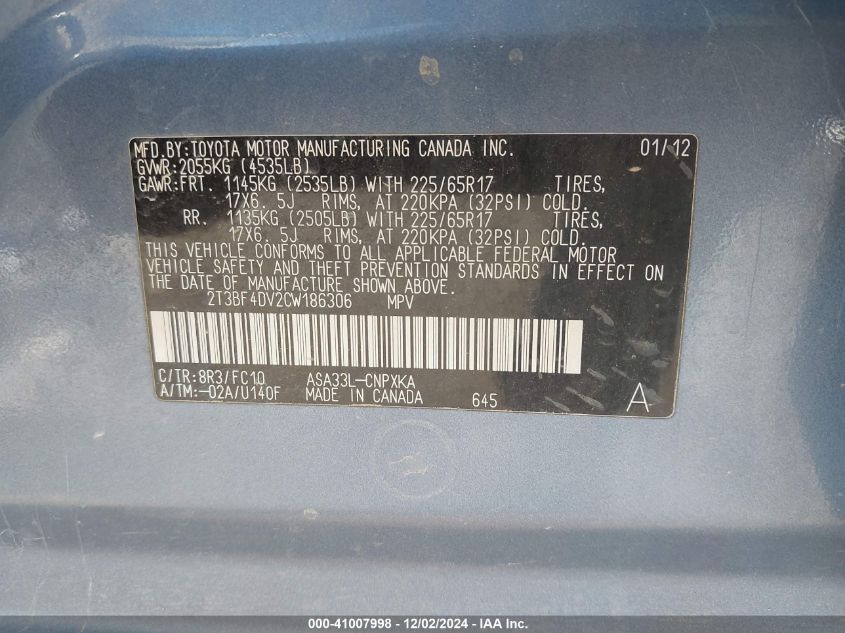 MFD. BY: TOYOTA MOTOR MANUFACTURING CANADA INC. 01/12
GVWR: 2055KG (4535LB)
GAWR: FRT. 1145KG (2535LB) WITH 225/65R17 TIRES,
17X6. 5J RIMS, AT 220KPA (32PSI) COLD.
RR. 1135KG (2505LB) WITH 225/65R17 TIRES,
17X6. 5J RIMS, AT 220KPA (32PSI) COLD.
THIS VEHICLE CONFORMS TO ALL APPLICABLE FEDERAL MOTOR
VEHICLE SAFETY AND THEFT PREVENTION STANDARDS IN EFFECT ON
THE DATE OF MANUFACTURE SHOWN ABOVE.
2T3BF4DV2CW186306 MPV
C/TR: 8R3/FC10 ASA33L-CNPXKA
A/TM: -02A/U140F MADE IN CANADA 645 A
000-41007998 - 12/02/2024 - IAA Inc.